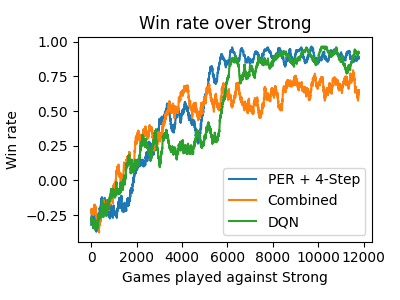 Win rate over Strong
1.00
0.75
0.50
0.25
0.00
−0.25
Win rate
PER + 4-Step
Combined
DQN
0 2000 4000 6000 8000 10000 12000
Games played against Strong